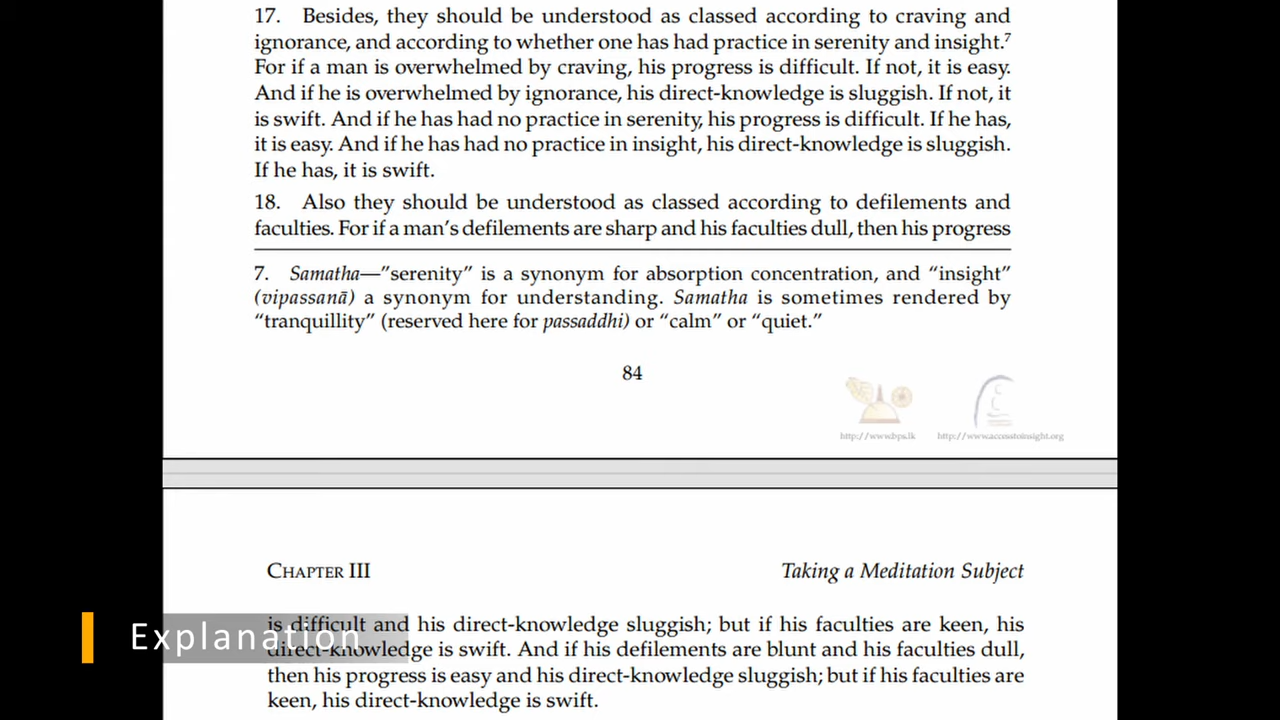 17. Besides, they should be understood as classed according to craving and
ignorance, and according to whether one has had practice in serenity and insight.⁷
For if a man is overwhelmed by craving, his progress is difficult. If not, it is easy.
And if he is overwhelmed by ignorance, his direct-knowledge is sluggish. If not, it
is swift. And if he has had no practice in serenity, his progress is difficult. If he has,
it is easy. And if he has had no practice in insight, his direct-knowledge is sluggish.
If he has, it is swift.
18. Also they should be understood as classed according to defilements and
faculties. For if a man's defilements are sharp and his faculties dull, then his progress
7. Samatha—”serenity” is a synonym for absorption concentration, and “insight”
(vipassanā) a synonym for understanding. Samatha is sometimes rendered by
“tranquillity” (reserved here for passaddhi) or “calm” or “quiet.”
84
http://www.bps.lk http://www.accesstoinsight.org
CHAPTER III Taking a Meditation Subject
is difficult and his direct-knowledge sluggish; but if his faculties are keen, his
Explanation
direct-knowledge is swift. And if his defilements are blunt and his faculties dull,
then his progress is easy and his direct-knowledge sluggish; but if his faculties are
keen, his direct-knowledge is swift.